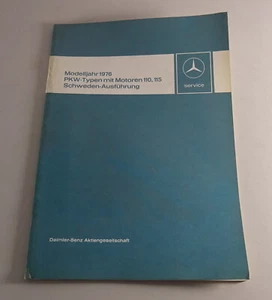 Modelljahr 1976
PKW-Typen mit Motoren 110, 115
Schweden-Ausführung
service
Daimler-Benz Aktiengesellschaft